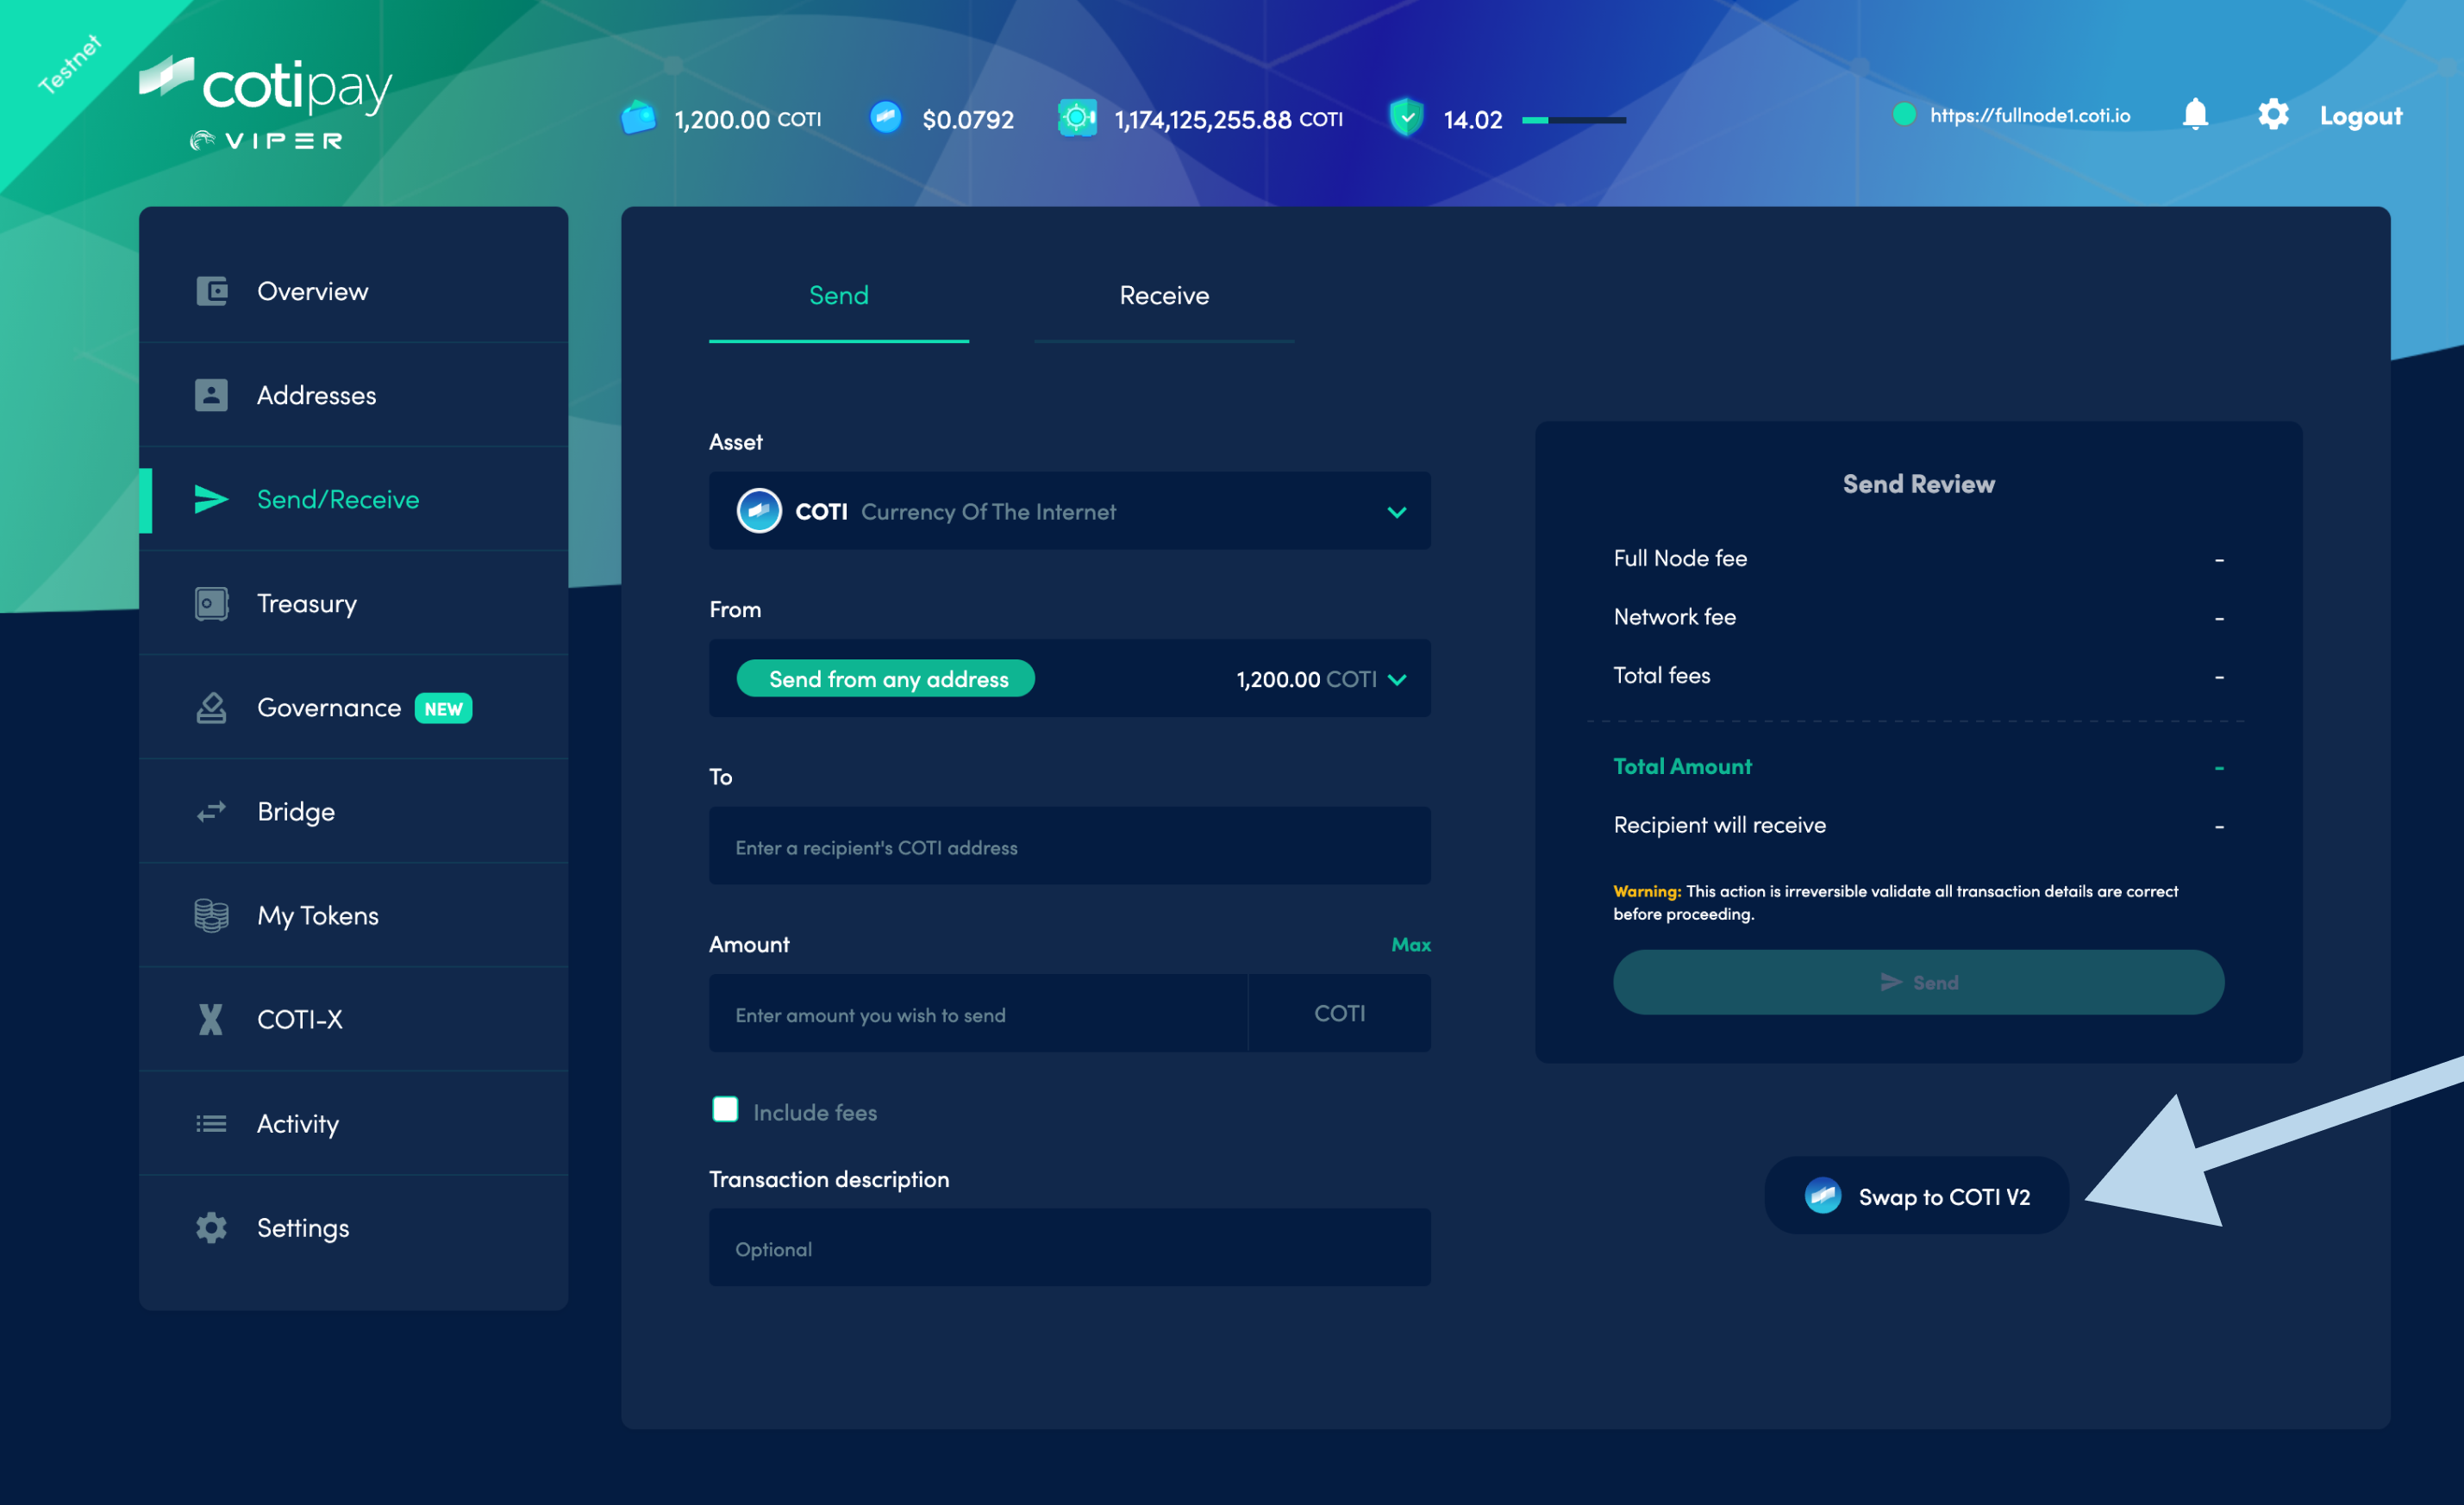 Testnet
cotipay
VIPER
1,200.00 COTI
$0.0792
1,174,125,255.88 COTI
14.02
https://fullnode1.coti.io
Logout
Overview
Addresses
Send/Receive
Treasury
Governance NEW
Bridge
My Tokens
COTI-X
Activity
Settings
Send
Receive
Asset
COTI Currency Of The Internet
From
Send from any address
1,200.00 COTI
To
Enter a recipient's COTI address
Amount
Max
Enter amount you wish to send
COTI
Include fees
Transaction description
Optional
Send Review
Full Node fee -
Network fee -
Total fees -
Total Amount -
Recipient will receive -
Warning: This action is irreversible validate all transaction details are correct
before proceeding.
Send
Swap to COTI V2